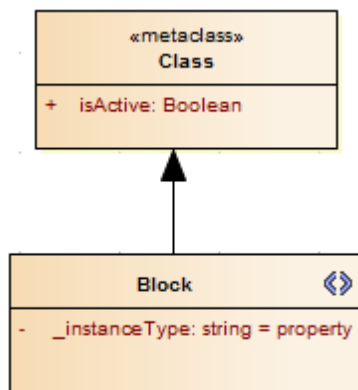 «metaclass»
Class
+ isActive: Boolean
Block
- _instanceType: string = property